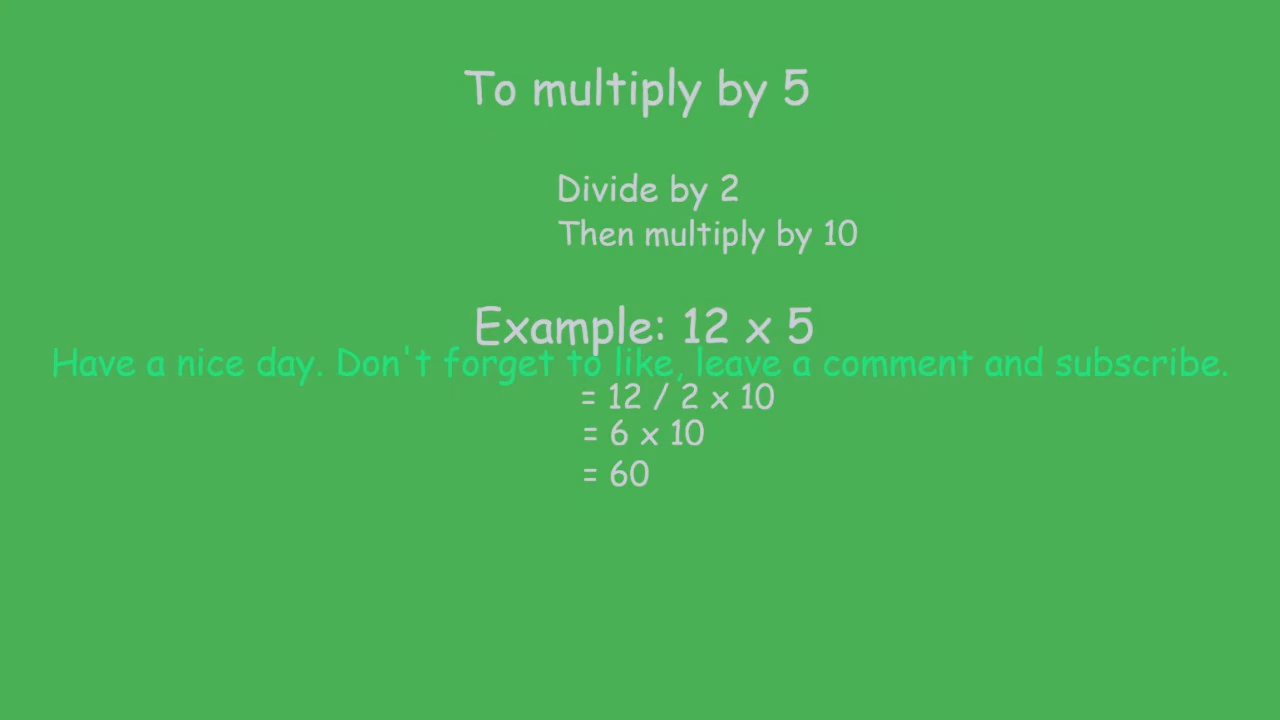 To multiply by 5
Divide by 2
Then multiply by 10
Example: 12 x 5
Have a nice day. Don't forget to like, leave a comment and subscribe.
= 12 / 2 x 10
= 6 x 10
= 60